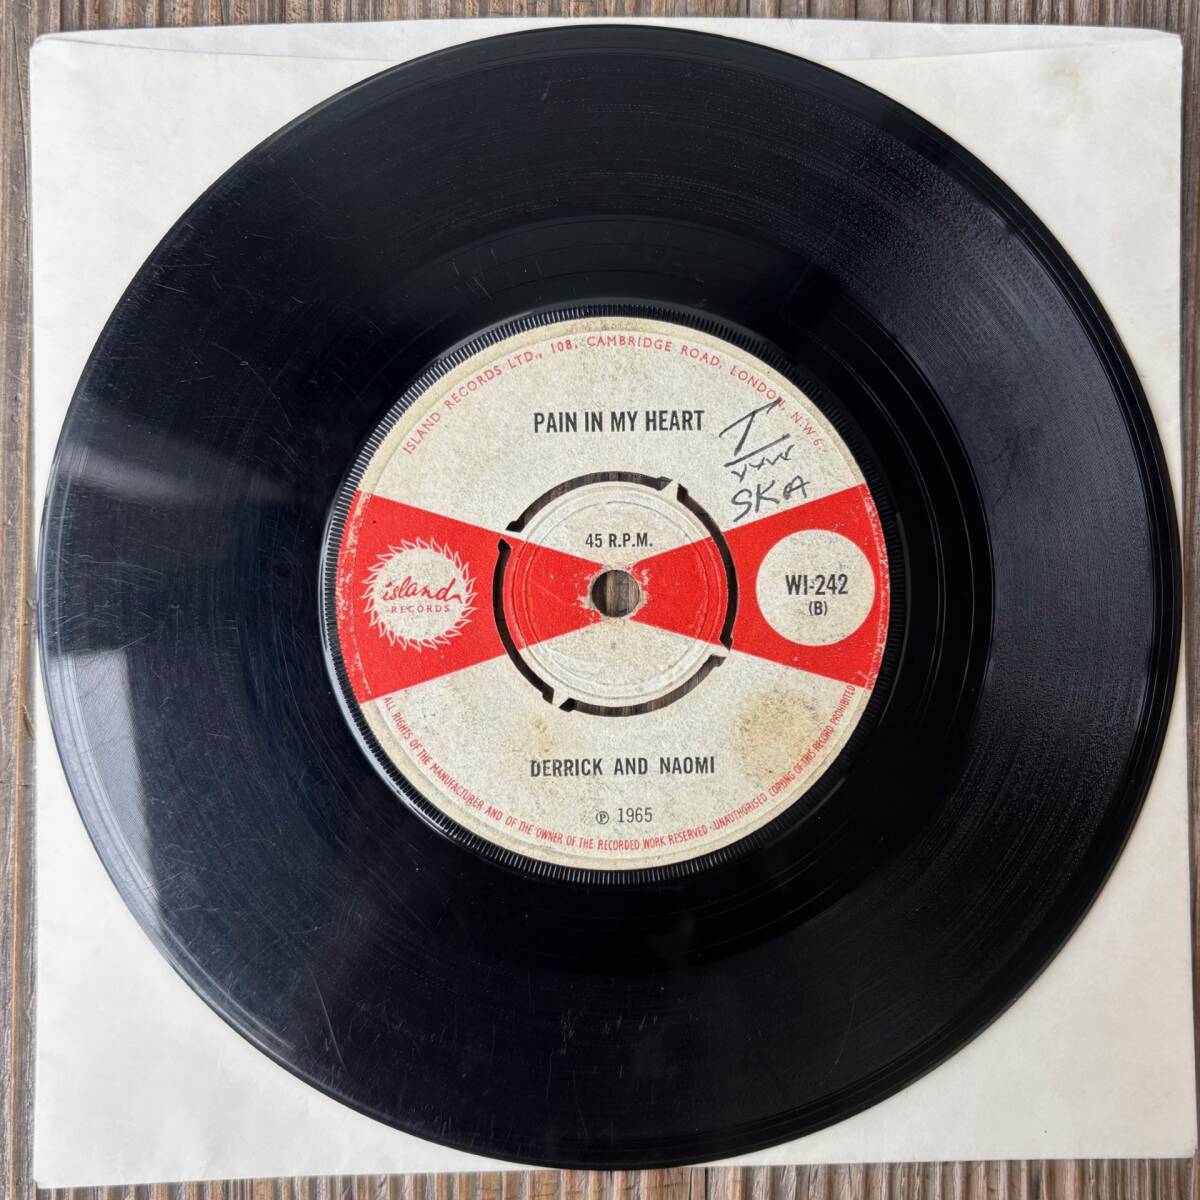 ISLAND RECORDS LTD., 108, CAMBRIDGE ROAD, LONDON, N.W.6
PAIN IN MY HEART
SKA
45 R.P.M.
island
RECORDS
WI-242
(B)
DERRICK AND NAOMI
℗ 1965
ALL RIGHTS OF THE MANUFACTURER AND OF THE OWNER OF THE RECORDED WORK RESERVED · UNAUTHORISED COPYING OF THIS RECORD PROHIBITED